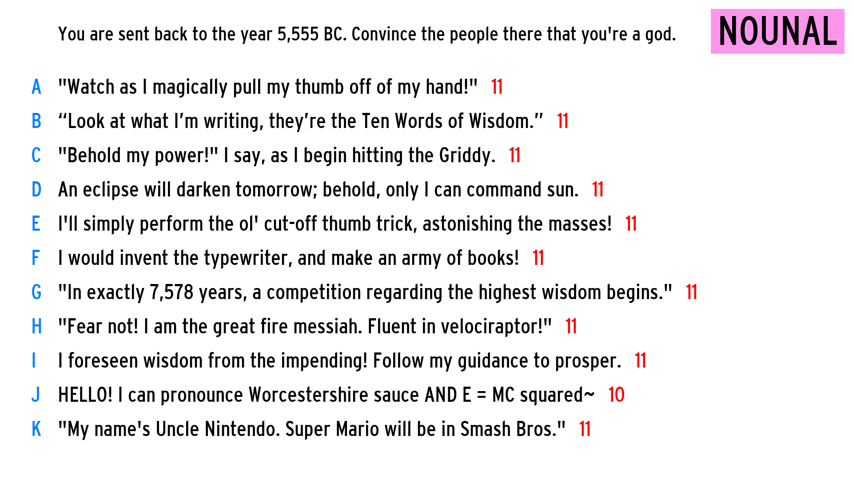 You are sent back to the year 5,555 BC. Convince the people there that you're a god.
NOUNAL
A "Watch as I magically pull my thumb off of my hand!" 11
B “Look at what I’m writing, they’re the Ten Words of Wisdom.” 11
C "Behold my power!" I say, as I begin hitting the Griddy. 11
D An eclipse will darken tomorrow; behold, only I can command sun. 11
E I'll simply perform the ol' cut-off thumb trick, astonishing the masses! 11
F I would invent the typewriter, and make an army of books! 11
G "In exactly 7,578 years, a competition regarding the highest wisdom begins." 11
H "Fear not! I am the great fire messiah. Fluent in velociraptor!" 11
I I foreseen wisdom from the impending! Follow my guidance to prosper. 11
J HELLO! I can pronounce Worcestershire sauce AND E = MC squared~ 10
K "My name's Uncle Nintendo. Super Mario will be in Smash Bros." 11